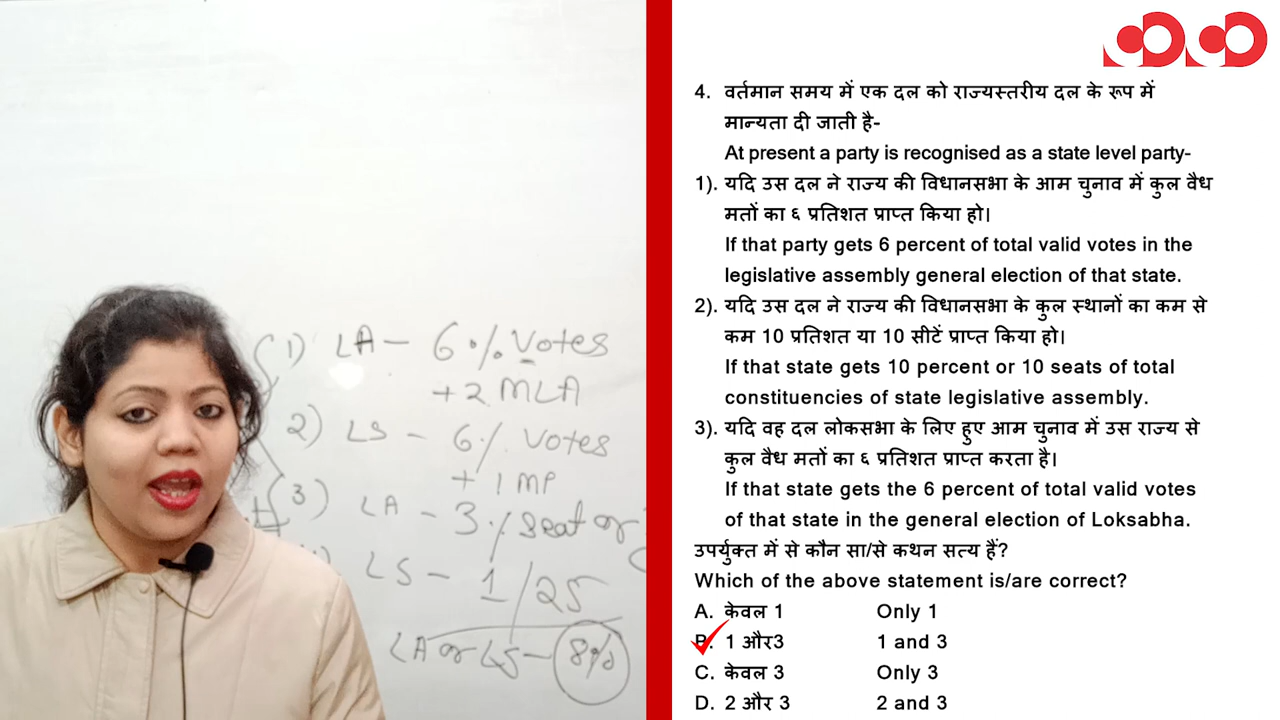 1) LA - 6% Votes
+2 MLA
2) LS - 6% Votes
+ 1 MP
3) LA - 3% Seat or
LS - 1/25
LA or LS - 8%
4. वर्तमान समय में एक दल को राज्यस्तरीय दल के रूप में
मान्यता दी जाती है-
At present a party is recognised as a state level party-
1). यदि उस दल ने राज्य की विधानसभा के आम चुनाव में कुल वैध
मतों का ६ प्रतिशत प्राप्त किया हो।
If that party gets 6 percent of total valid votes in the
legislative assembly general election of that state.
2). यदि उस दल ने राज्य की विधानसभा के कुल स्थानों का कम से
कम 10 प्रतिशत या 10 सीटें प्राप्त किया हो।
If that state gets 10 percent or 10 seats of total
constituencies of state legislative assembly.
3). यदि वह दल लोकसभा के लिए हुए आम चुनाव में उस राज्य से
कुल वैध मतों का ६ प्रतिशत प्राप्त करता है।
If that state gets the 6 percent of total valid votes
of that state in the general election of Loksabha.
उपर्युक्त में से कौन सा/से कथन सत्य हैं?
Which of the above statement is/are correct?
A. केवल 1 Only 1
B. 1 और3 1 and 3
C. केवल 3 Only 3
D. 2 और 3 2 and 3